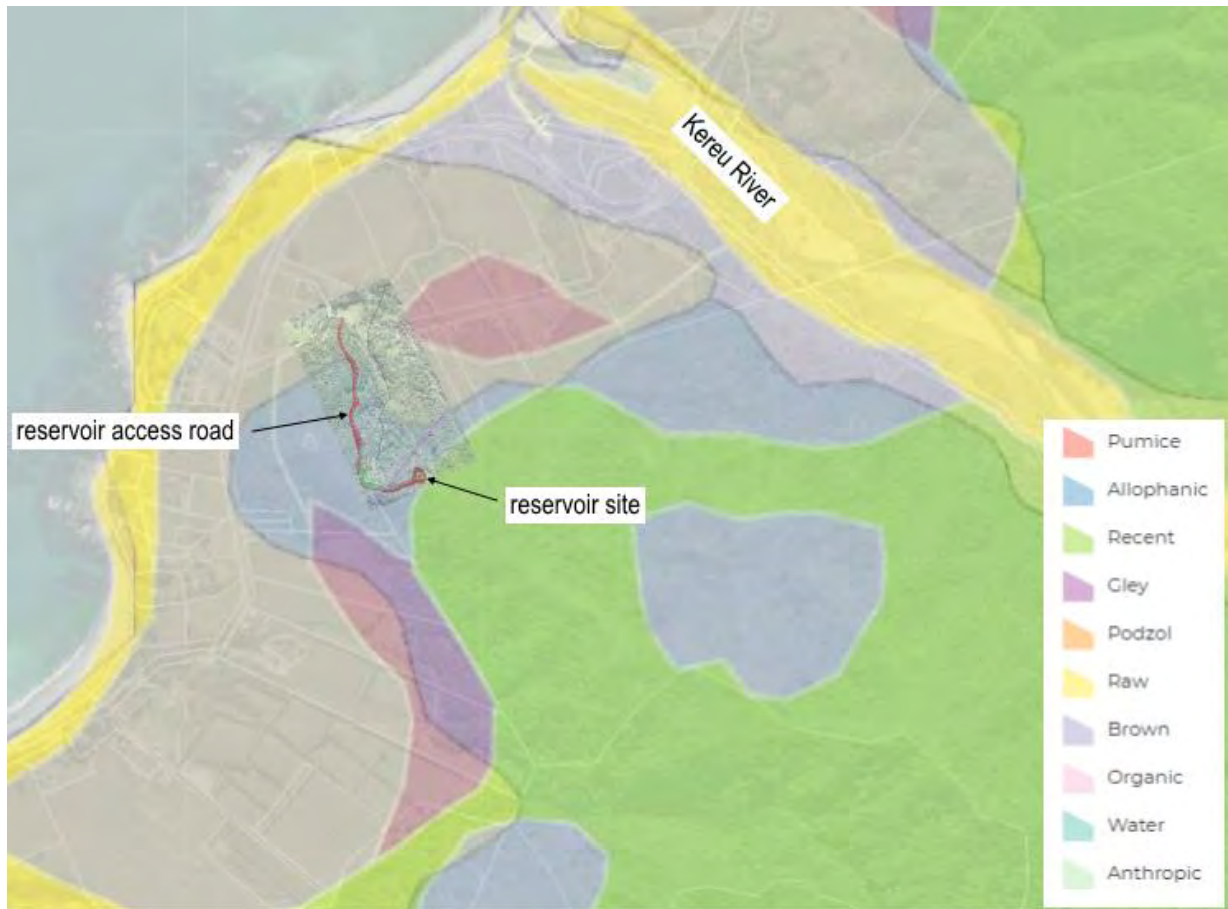 Kereu River
reservoir access road
reservoir site
Pumice
Allophanic
Recent
Gley
Podzol
Raw
Brown
Organic
Water
Anthropic